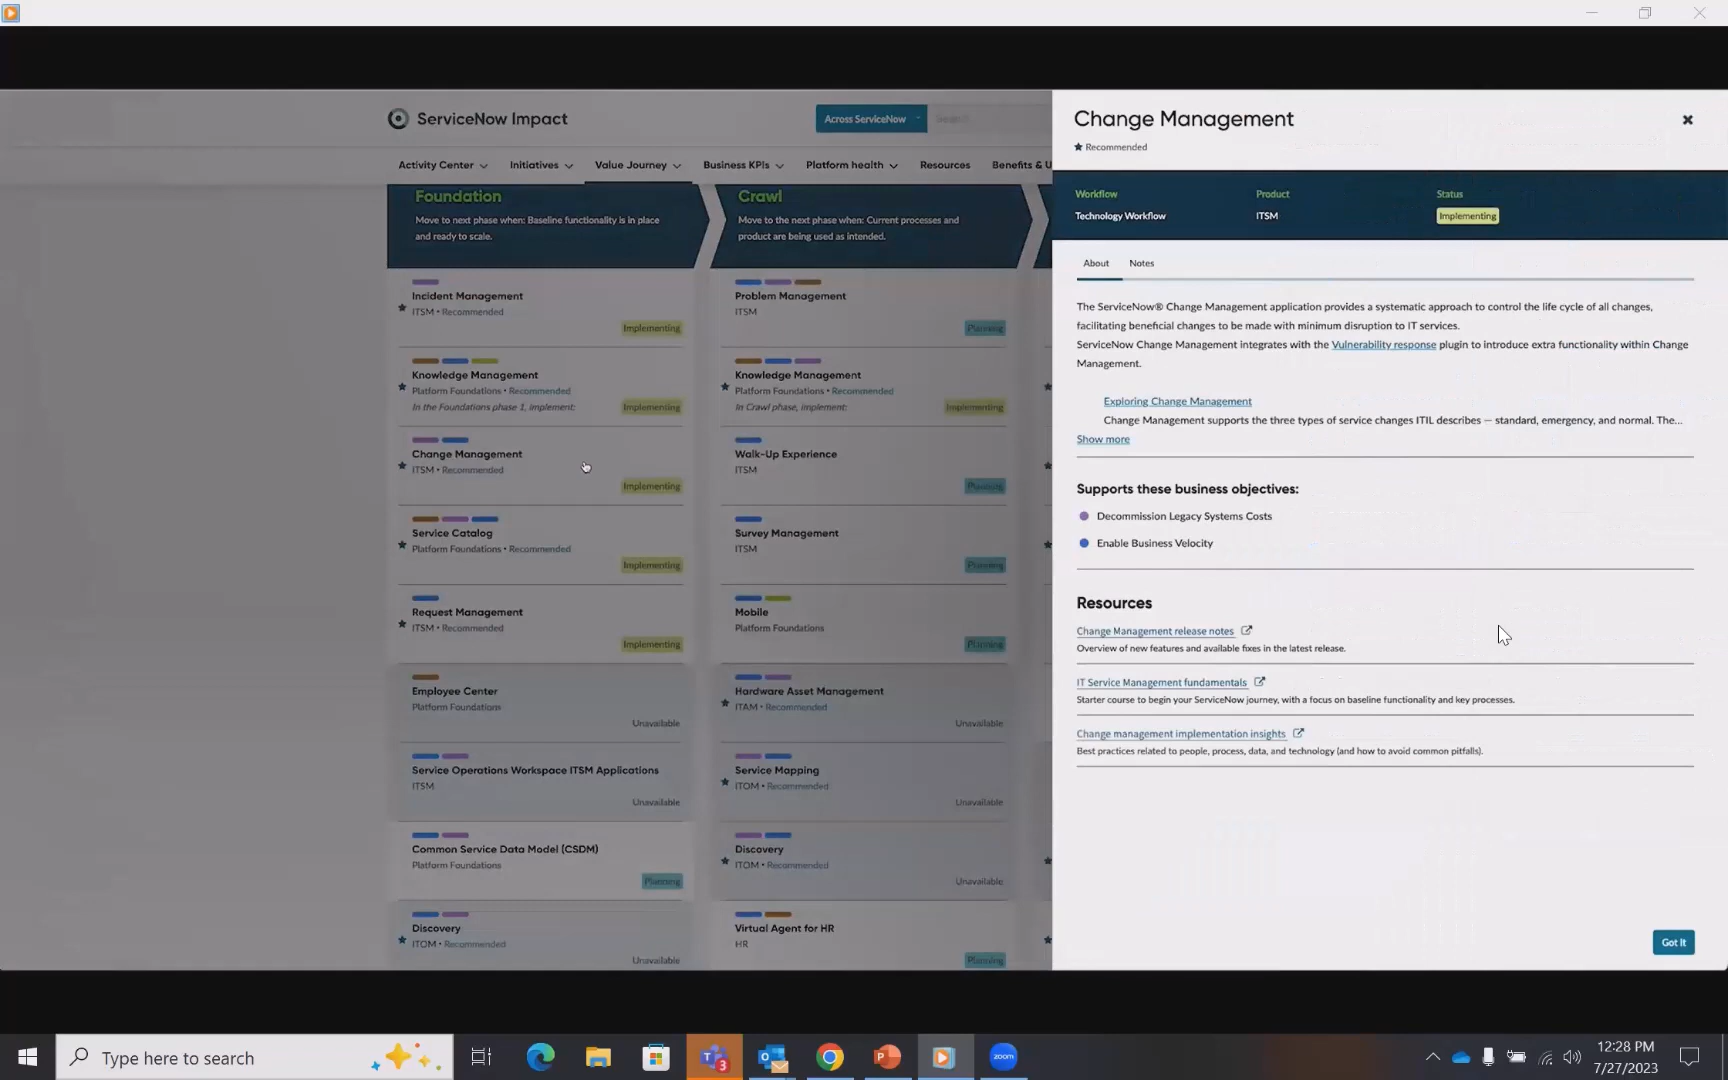 ServiceNow Impact
Across ServiceNow
Search
Activity Center
Initiatives
Value Journey
Business KPIs
Platform health
Resources
Benefits & U
Foundation
Move to next phase when: Baseline functionality is in place
and ready to scale.
Incident Management
ITSM • Recommended
Implementing
Knowledge Management
Platform Foundations • Recommended
In the Foundations phase 1, implement:
Implementing
Change Management
ITSM • Recommended
Implementing
Service Catalog
Platform Foundations • Recommended
Implementing
Request Management
ITSM • Recommended
Implementing
Employee Center
Platform Foundations
Unavailable
Service Operations Workspace ITSM Applications
ITSM
Unavailable
Common Service Data Model (CSDM)
Platform Foundations
Planning
Discovery
ITOM • Recommended
Unavailable
Crawl
Move to the next phase when: Current processes and
product are being used as intended.
Problem Management
ITSM
Planning
Knowledge Management
Platform Foundations • Recommended
In Crawl phase, implement:
Implementing
Walk-Up Experience
ITSM
Planning
Survey Management
ITSM
Planning
Mobile
Platform Foundations
Planning
Hardware Asset Management
ITAM • Recommended
Unavailable
Service Mapping
ITOM • Recommended
Unavailable
Discovery
ITOM • Recommended
Unavailable
Virtual Agent for HR
HR
Planning
Change Management
Recommended
Workflow
Technology Workflow
Product
ITSM
Status
Implementing
About
Notes
The ServiceNow® Change Management application provides a systematic approach to control the life cycle of all changes,
facilitating beneficial changes to be made with minimum disruption to IT services.
ServiceNow Change Management integrates with the Vulnerability response plugin to introduce extra functionality within Change
Management.
Exploring Change Management
Change Management supports the three types of service changes ITIL describes — standard, emergency, and normal. The...
Show more
Supports these business objectives:
Decommission Legacy Systems Costs
Enable Business Velocity
Resources
Change Management release notes
Overview of new features and available fixes in the latest release.
IT Service Management fundamentals
Starter course to begin your ServiceNow journey, with a focus on baseline functionality and key processes.
Change management implementation insights
Best practices related to people, process, data, and technology (and how to avoid common pitfalls).
Got It
Type here to search
3
zoom
12:28 PM
7/27/2023